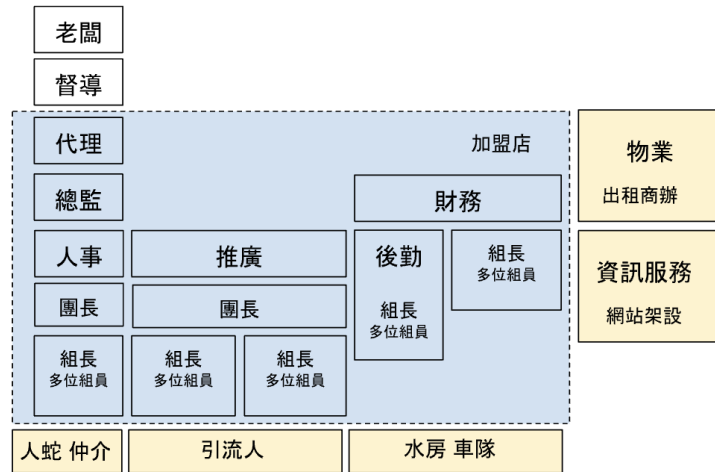 老闆
督導
代理
加盟店
物業
出租商辦
總監
財務
人事
推廣
後勤
組長
多位組員
資訊服務
網站架設
團長
團長
組長
多位組員
組長
多位組員
組長
多位組員
組長
多位組員
人蛇 仲介
引流人
水房 車隊